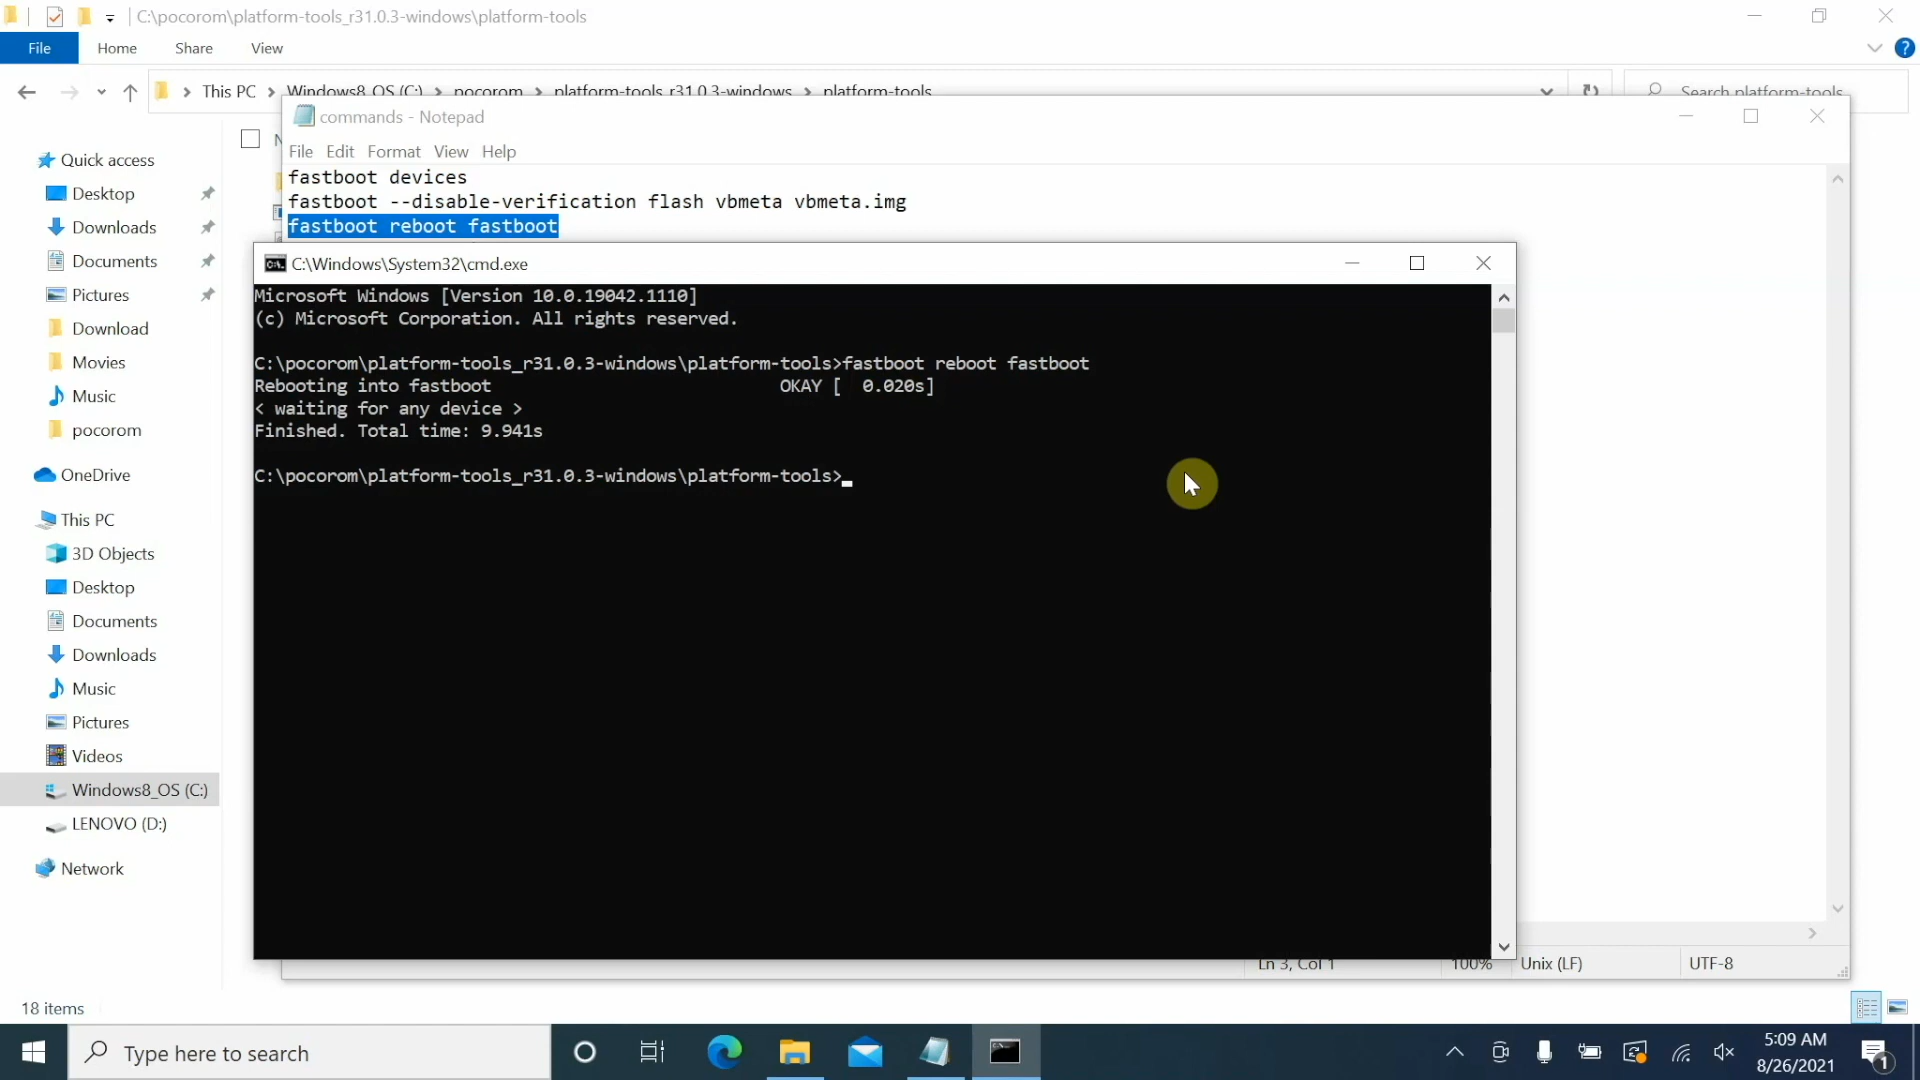 C:\pocorom\platform-tools_r31.0.3-windows\platform-tools
File Home Share View
This PC Windows8_OS (C:) pocorom platform-tools_r31.0.3-windows platform-tools
Search platform-tools
commands - Notepad
File Edit Format View Help
fastboot devices
fastboot --disable-verification flash vbmeta vbmeta.img
fastboot reboot fastboot
C:\Windows\System32\cmd.exe
Microsoft Windows [Version 10.0.19042.1110]
(c) Microsoft Corporation. All rights reserved.
C:\pocorom\platform-tools_r31.0.3-windows\platform-tools>fastboot reboot fastboot
Rebooting into fastboot OKAY [ 0.020s]
< waiting for any device >
Finished. Total time: 9.941s
C:\pocorom\platform-tools_r31.0.3-windows\platform-tools>
Quick access
Desktop
Downloads
Documents
Pictures
Download
Movies
Music
pocorom
OneDrive
This PC
3D Objects
Desktop
Documents
Downloads
Music
Pictures
Videos
Windows8_OS (C:)
LENOVO (D:)
Network
Ln 3, Col 1 100% Unix (LF) UTF-8
18 items
Type here to search
5:09 AM
8/26/2021
1